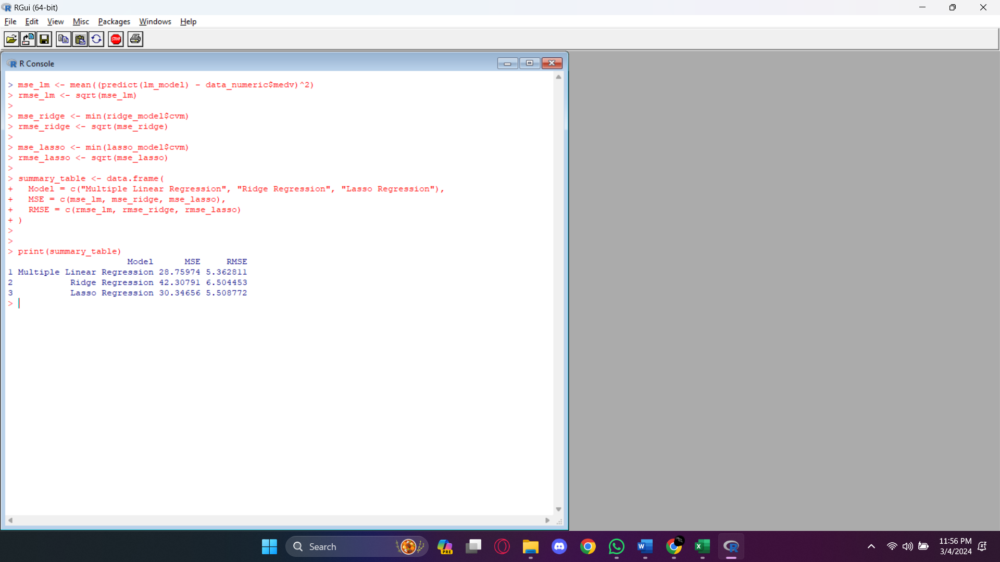 RGui (64-bit)
File Edit View Misc Packages Windows Help
STOP
R Console
> mse_lm <- mean((predict(lm_model) - data_numeric$medv)^2)
> rmse_lm <- sqrt(mse_lm)
>
> mse_ridge <- min(ridge_model$cvm)
> rmse_ridge <- sqrt(mse_ridge)
>
> mse_lasso <- min(lasso_model$cvm)
> rmse_lasso <- sqrt(mse_lasso)
>
> summary_table <- data.frame(
+   Model = c("Multiple Linear Regression", "Ridge Regression", "Lasso Regression"),
+   MSE = c(mse_lm, mse_ridge, mse_lasso),
+   RMSE = c(rmse_lm, rmse_ridge, rmse_lasso)
+ )
>
>
> print(summary_table)
                       Model      MSE     RMSE
1 Multiple Linear Regression 28.75974 5.362811
2           Ridge Regression 42.30791 6.504453
3           Lasso Regression 30.34656 5.508772
>
Search
PRE
11:56 PM
3/4/2024